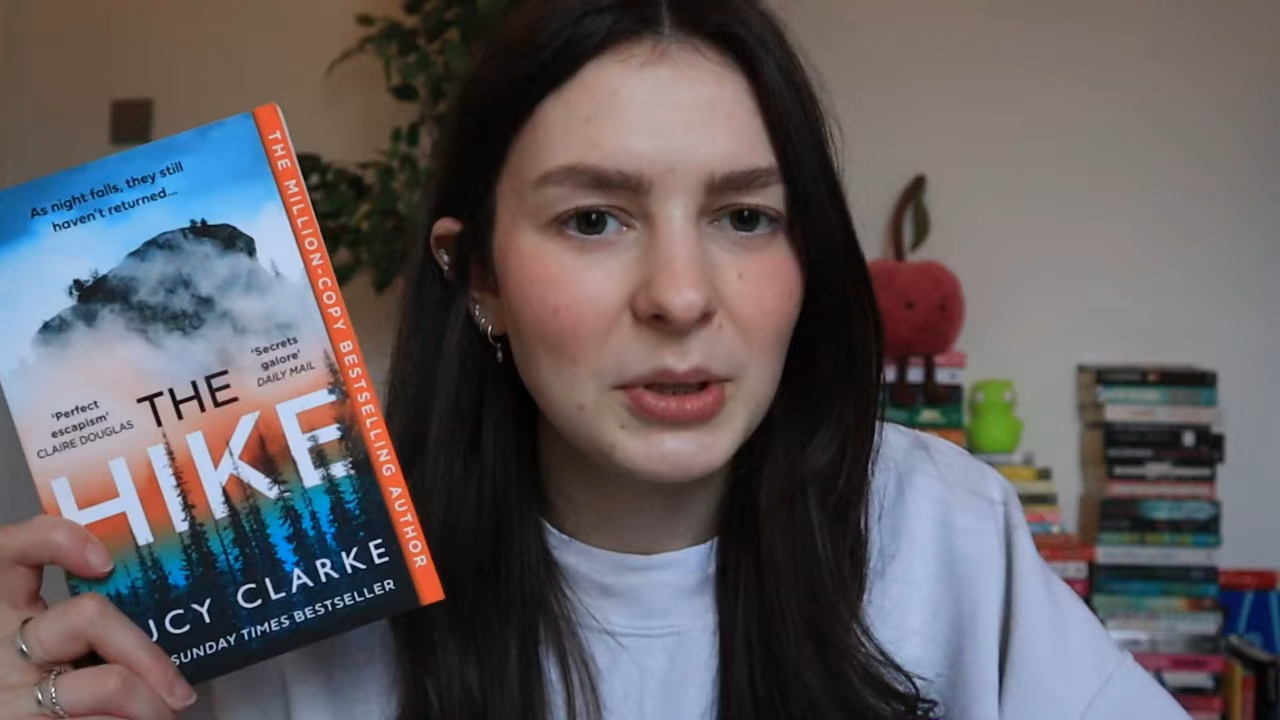 As night falls, they still
haven't returned...
THE MILLION-COPY BESTSELLING AUTHOR
'Secrets
galore'
DAILY MAIL
'Perfect
escapism'
CLAIRE DOUGLAS
THE
HIKE
UCY CLARKE
SUNDAY TIMES BESTSELLER